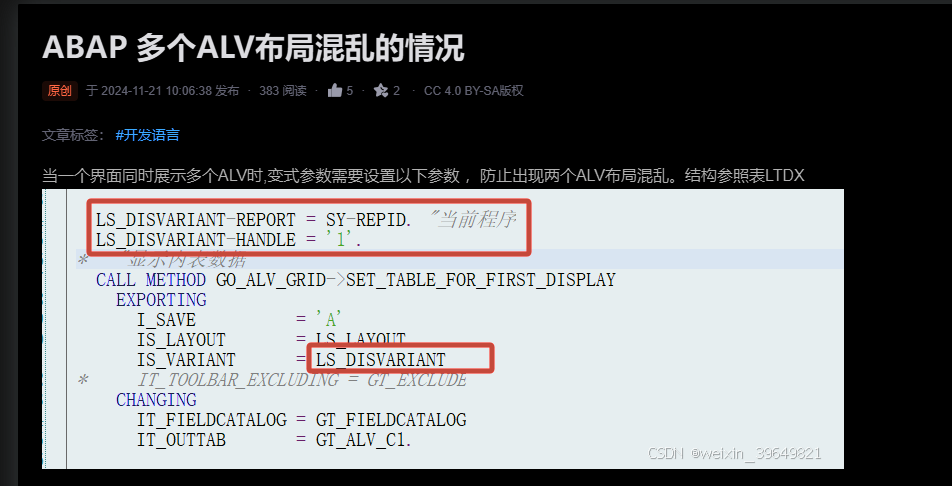 ABAP 多个ALV布局混乱的情况
原创 于 2024-11-21 10:06:38 发布 · 383 阅读 · 5 · 2 · CC 4.0 BY-SA版权
文章标签： #开发语言
当一个界面同时展示多个ALV时,变式参数需要设置以下参数 ，防止出现两个ALV布局混乱。结构参照表LTDX
LS_DISVARIANT-REPORT = SY-REPID. "当前程序
LS_DISVARIANT-HANDLE = '1'.
* "显示内表数据
CALL METHOD GO_ALV_GRID->SET_TABLE_FOR_FIRST_DISPLAY
EXPORTING
I_SAVE = 'A'
IS_LAYOUT = LS_LAYOUT
IS_VARIANT = LS_DISVARIANT
* IT_TOOLBAR_EXCLUDING = GT_EXCLUDE
CHANGING
IT_FIELDCATALOG = GT_FIELDCATALOG
IT_OUTTAB = GT_ALV_C1.
CSDN @weixin_39649821